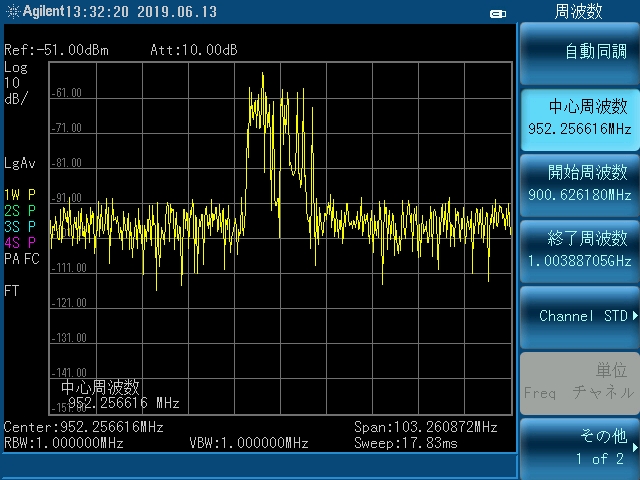 Agilent 13:32:20 2019.06.13
周波数
Ref:-51.00dBm Att:10.00dB
Log
10
dB/
-61.00
-71.00
-81.00
-91.00
-111.00
-121.00
-131.00
-141.00
-151.00
LgAv
1W P
2S P
3S P
4S P
PA FC
FT
中心周波数
952.256616 MHz
Center:952.256616MHz Span:103.260872MHz
RBW:1.000000MHz VBW:1.000000MHz Sweep:17.83ms
自動同調
中心周波数
952.256616MHz
開始周波数
900.626180MHz
終了周波数
1.00388705GHz
Channel STD
単位
Freq チャネル
その他
1 of 2